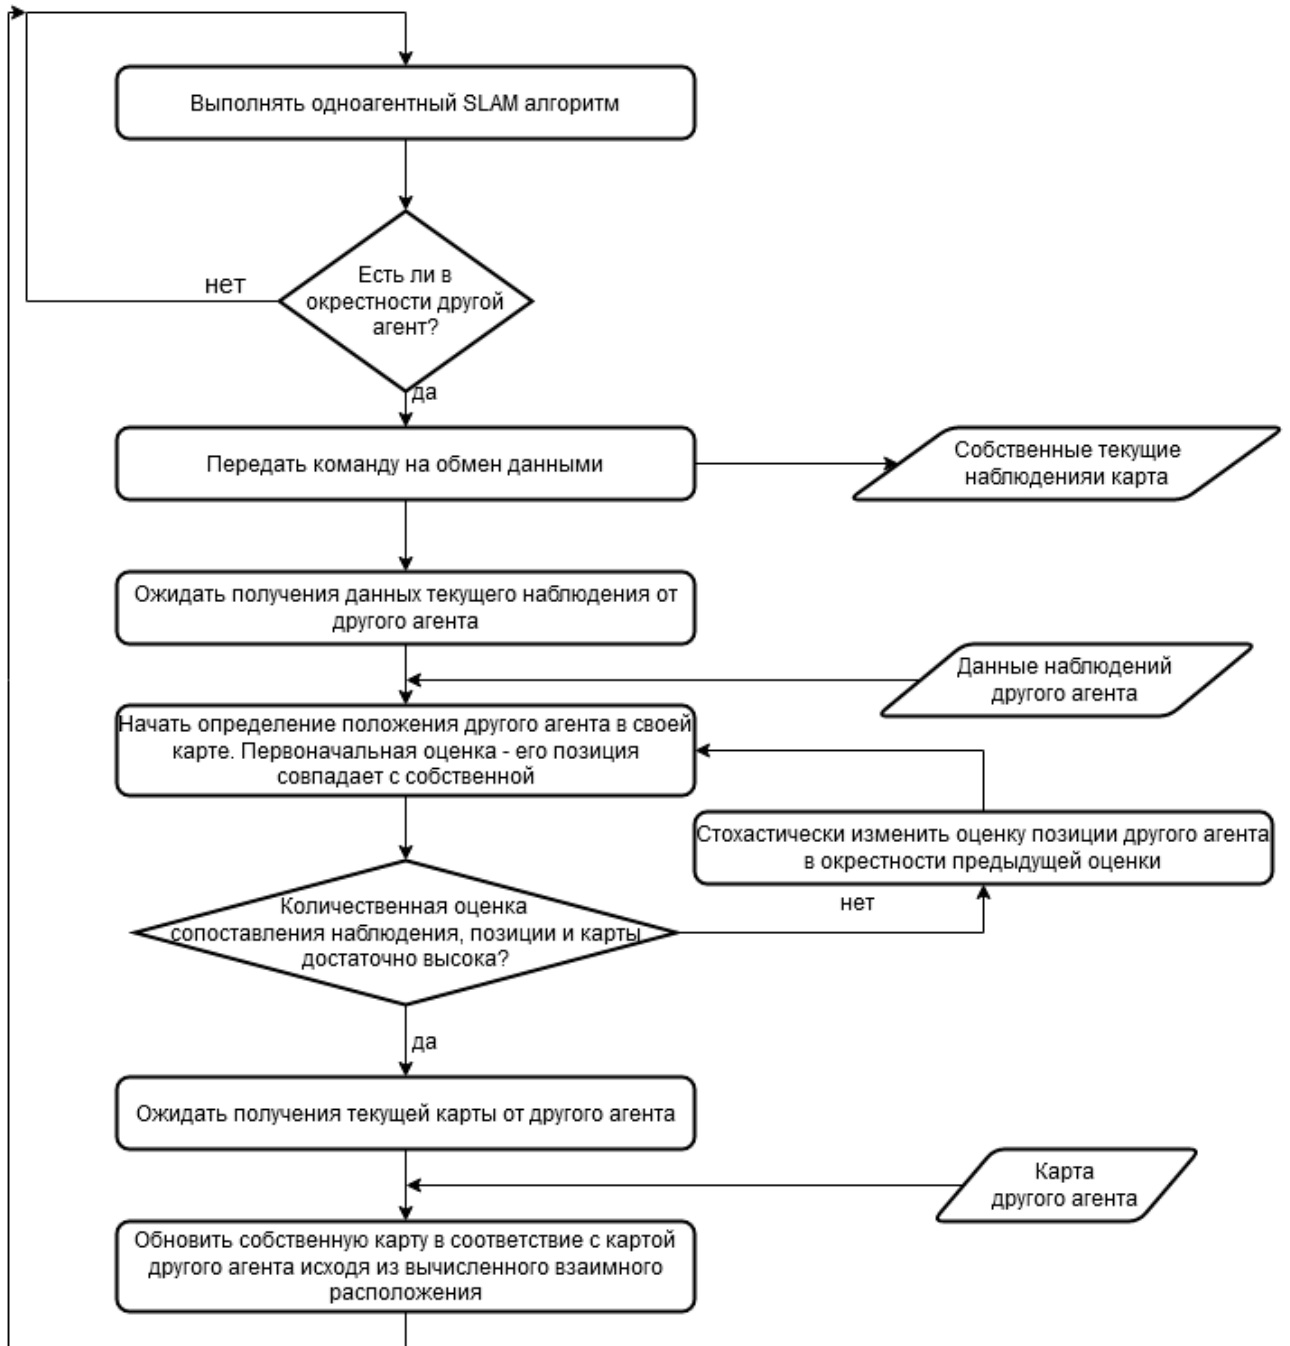 Выполнять одноагентный SLAM алгоритм
Есть ли в
окрестности другой
агент?
нет
да
Передать команду на обмен данными
Собственные текущие
наблюденияи карта
Ожидать получения данных текущего наблюдения от
другого агента
Данные наблюдений
другого агента
Начать определение положения другого агента в своей
карте. Первоначальная оценка - его позиция
совпадает с собственной
Стохастически изменить оценку позиции другого агента
в окрестности предыдущей оценки
Количественная оценка
сопоставления наблюдения, позиции и карты
достаточно высока?
нет
да
Ожидать получения текущей карты от другого агента
Карта
другого агента
Обновить собственную карту в соответствие с картой
другого агента исходя из вычисленного взаимного
расположения